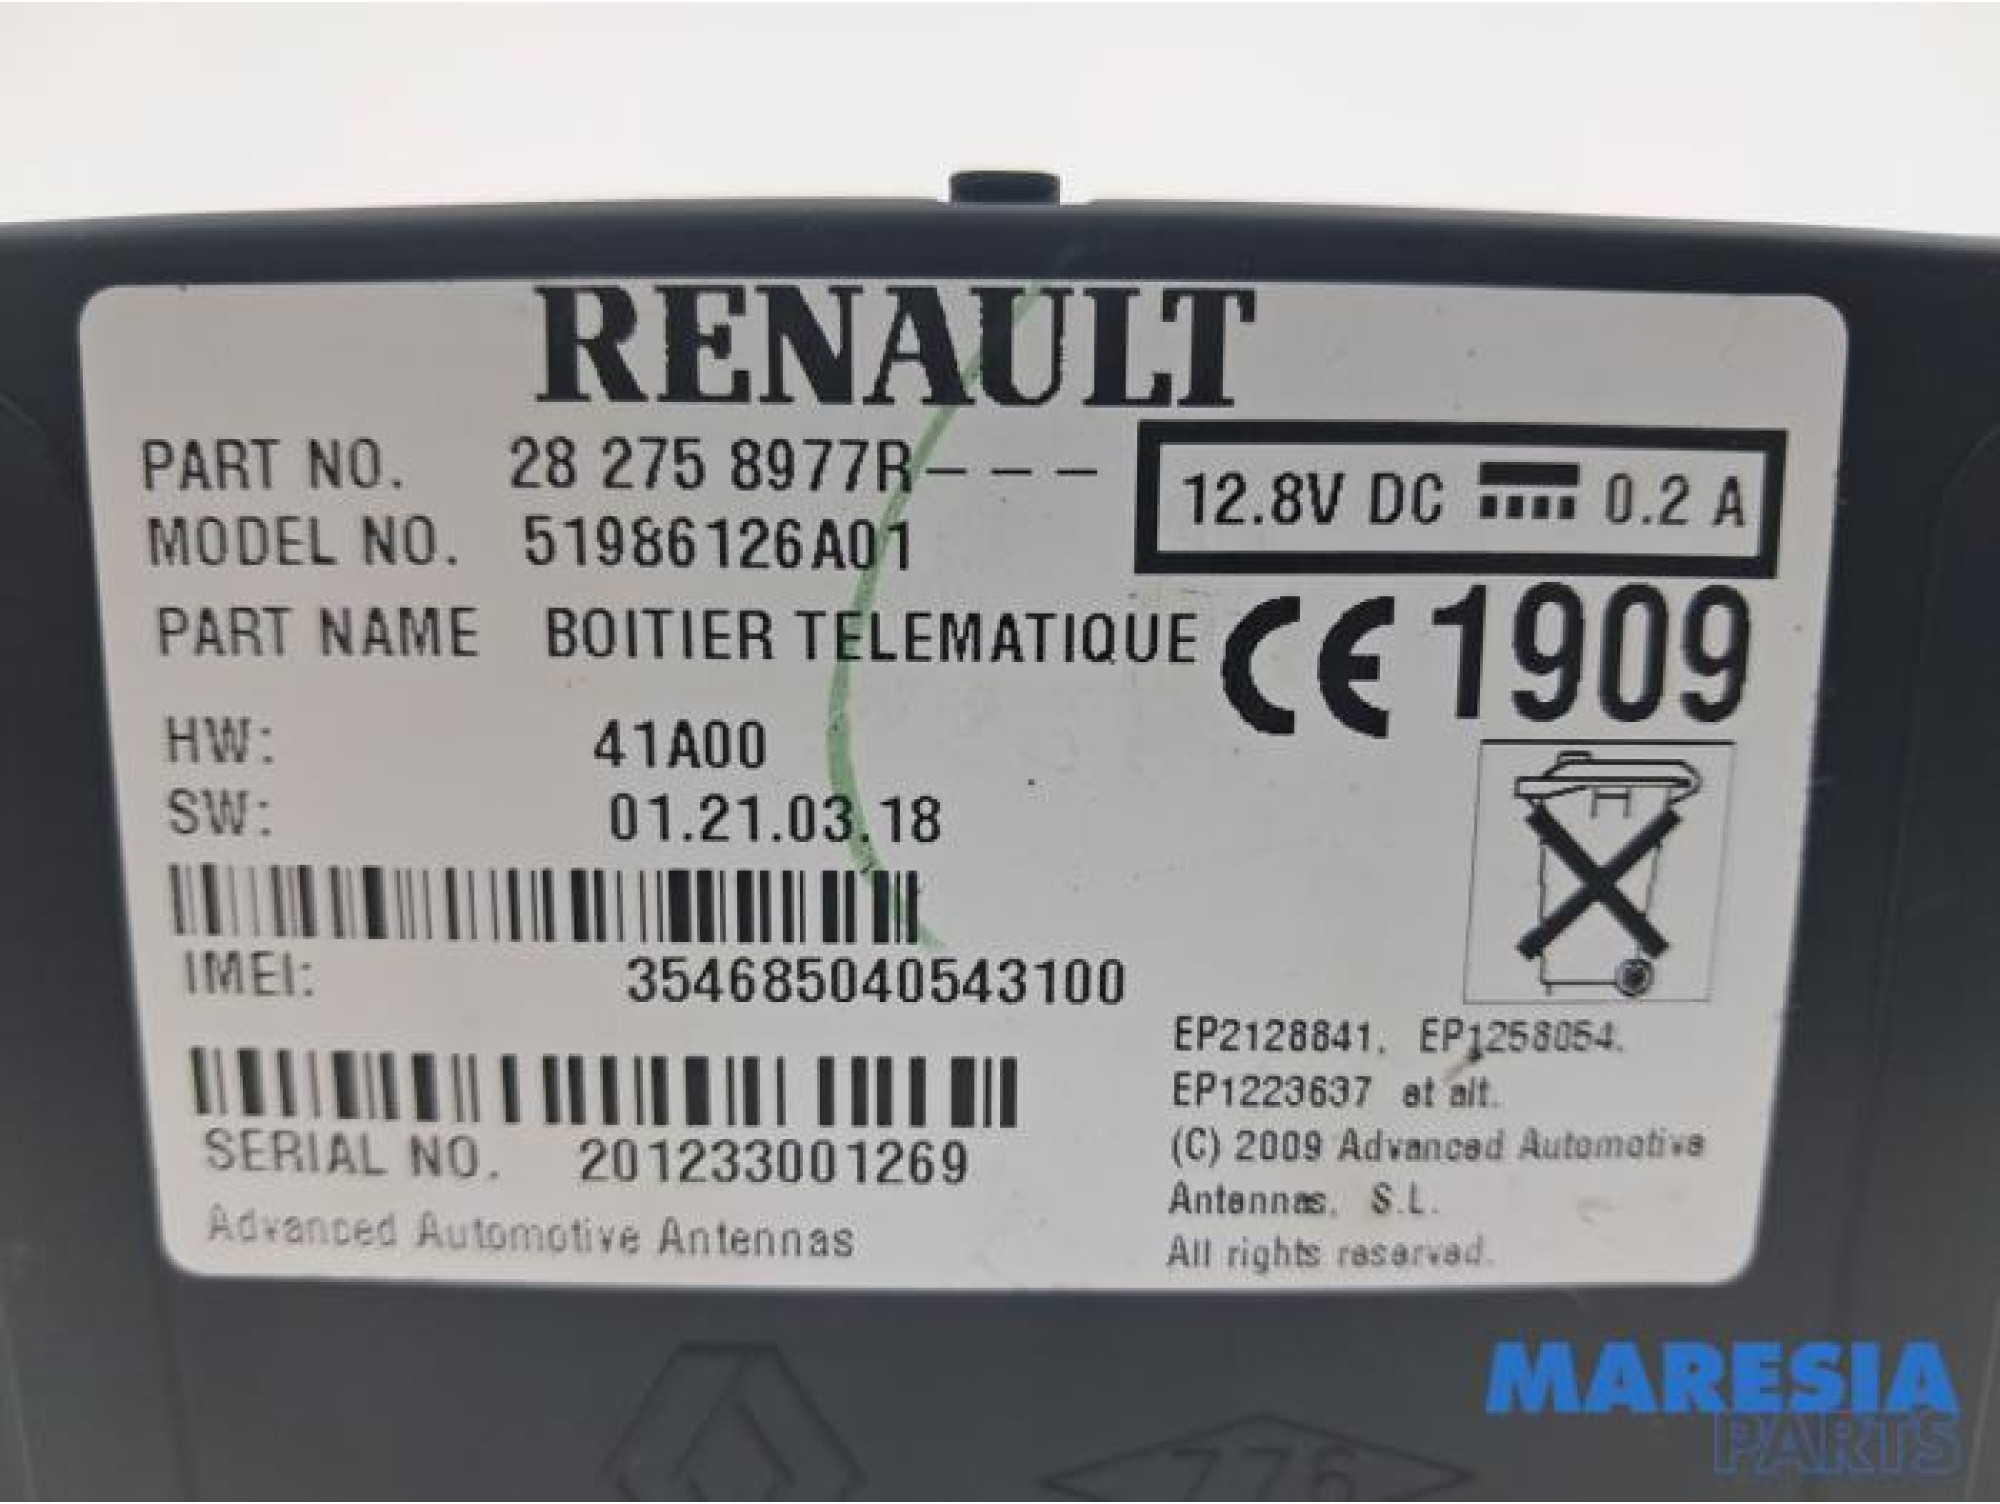 RENAULT
PART NO. 28 275 8977R---
12.8V DC 0.2 A
MODEL NO. 51986126A01
PART NAME BOITIER TELEMATIQUE
CE 1909
HW: 41A00
SW: 01.21.03.18
IMEI: 354685040543100
SERIAL NO. 201233001269
Advanced Automotive Antennas
EP2128841, EP1258054,
EP1223637 et alt.
(C) 2009 Advanced Automotive
Antennas, S.L.
All rights reserved.
776
MARESIA
PARTS